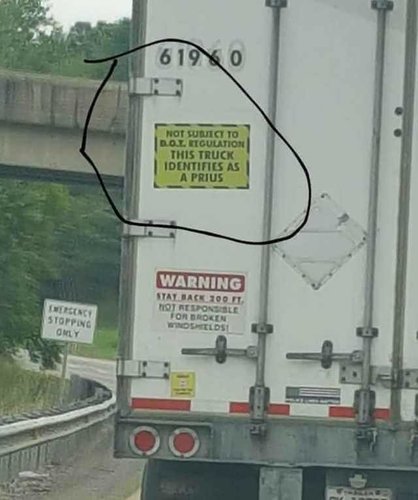 61960
NOT SUBJECT TO
D.O.T. REGULATION
THIS TRUCK
IDENTIFIES AS
A PRIUS
WARNING
STAY BACK 200 FT.
NOT RESPONSIBLE
FOR BROKEN
WINDSHIELDS!
EMERGENCY
STOPPING
ONLY